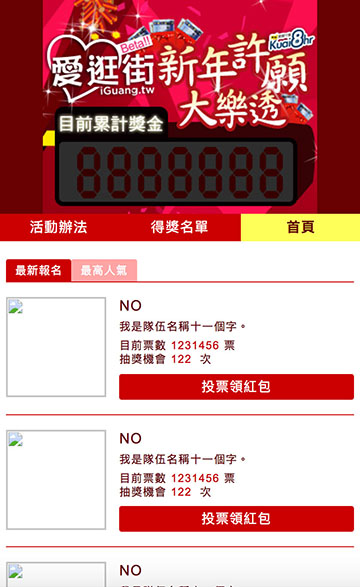 愛逛街
Beta!!
iGuang.tw
新年許願
大樂透
Kuai8hr
目前累計獎金
8888888
活動辦法
得獎名單
首頁
最新報名
最高人氣
NO
我是隊伍名稱十一個字。
目前票數 1231456 票
抽獎機會 122 次
投票領紅包
NO
我是隊伍名稱十一個字。
目前票數 1231456 票
抽獎機會 122 次
投票領紅包
NO